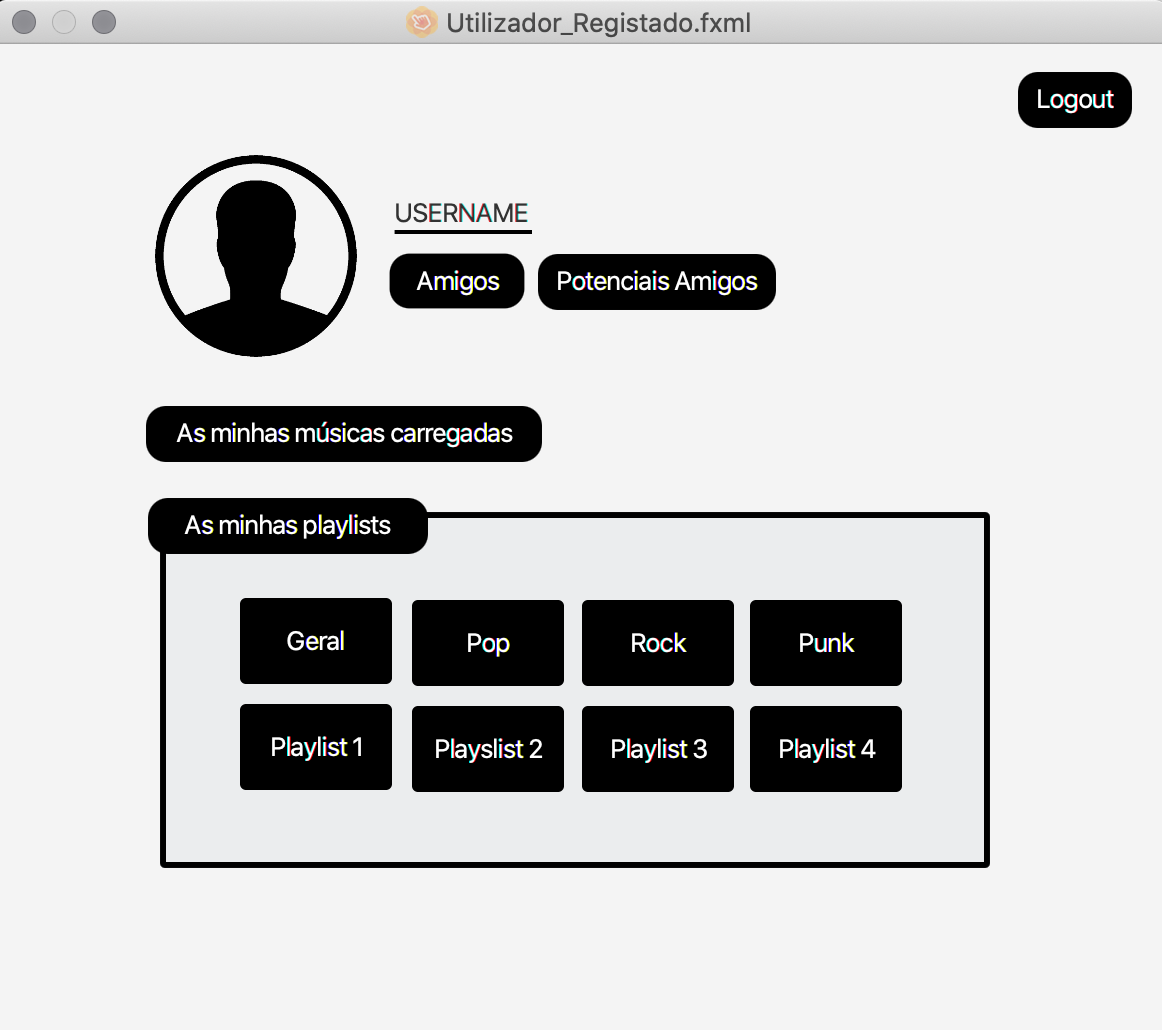 Utilizador_Registado.fxml
Logout
USERNAME
Amigos Potenciais Amigos
As minhas músicas carregadas
As minhas playlists
Geral Pop Rock Punk
Playlist 1 Playslist 2 Playlist 3 Playlist 4